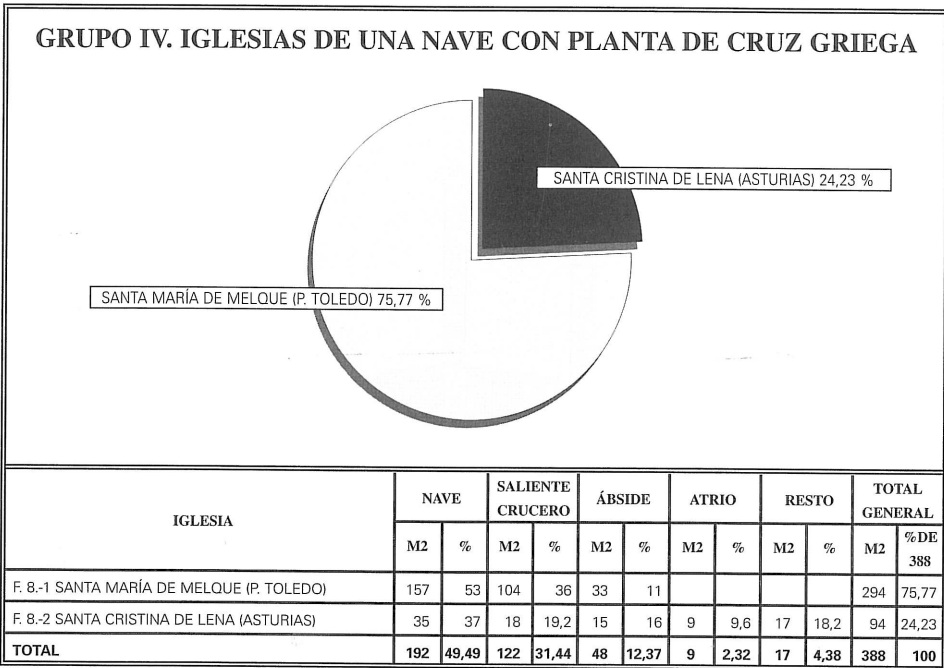 GRUPO IV. IGLESIAS DE UNA NAVE CON PLANTA DE CRUZ GRIEGA
SANTA CRISTINA DE LENA (ASTURIAS) 24,23 %
SANTA MARÍA DE MELQUE (P. TOLEDO) 75,77 %
IGLESIA NAVE SALIENTE CRUCERO ÁBSIDE ATRIO RESTO TOTAL GENERAL
M2 % M2 % M2 % M2 % M2 % M2 % DE 388
F. 8.-1 SANTA MARÍA DE MELQUE (P. TOLEDO) 157 53 104 36 33 11 294 75,77
F. 8.-2 SANTA CRISTINA DE LENA (ASTURIAS) 35 37 18 19,2 15 16 9 9,6 17 18,2 94 24,23
TOTAL 192 49,49 122 31,44 48 12,37 9 2,32 17 4,38 388 100